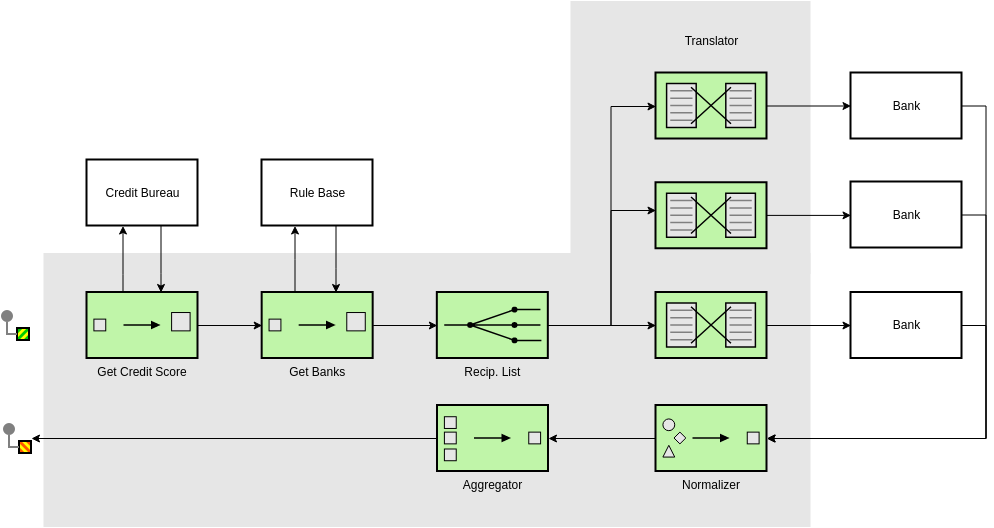 Translator
Bank
Credit Bureau
Rule Base
Bank
Bank
Get Credit Score
Get Banks
Recip. List
Aggregator
Normalizer